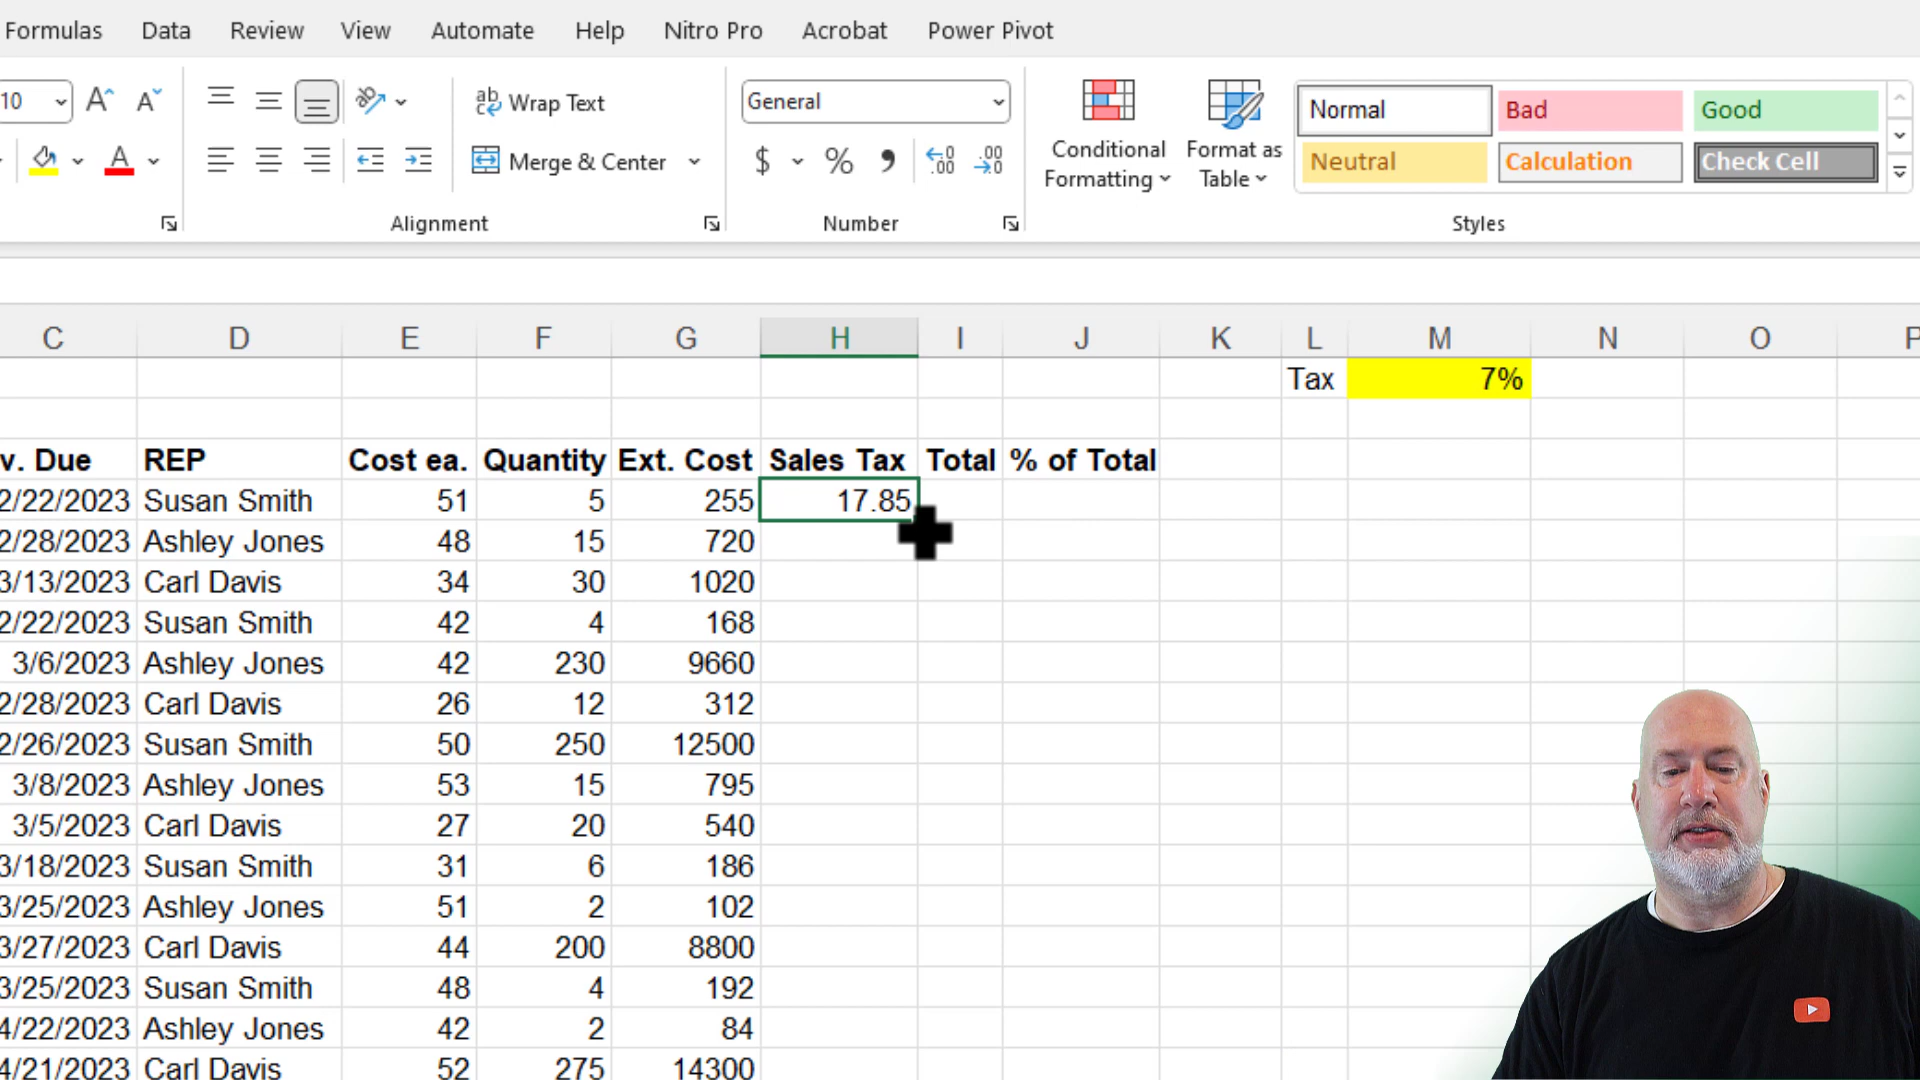 Formulas Data Review View Automate Help Nitro Pro Acrobat Power Pivot
10 A A ab Wrap Text General Conditional Formatting Format as Table Normal Bad Good
A Merge & Center $ % , .00 .00 Neutral Calculation Check Cell
Alignment Number Styles
C D E F G H I J K L M N O P
Tax 7%
v. Due REP Cost ea. Quantity Ext. Cost Sales Tax Total % of Total
2/22/2023 Susan Smith 51 5 255 17.85
2/28/2023 Ashley Jones 48 15 720
3/13/2023 Carl Davis 34 30 1020
2/22/2023 Susan Smith 42 4 168
3/6/2023 Ashley Jones 42 230 9660
2/28/2023 Carl Davis 26 12 312
2/26/2023 Susan Smith 50 250 12500
3/8/2023 Ashley Jones 53 15 795
3/5/2023 Carl Davis 27 20 540
3/18/2023 Susan Smith 31 6 186
3/25/2023 Ashley Jones 51 2 102
3/27/2023 Carl Davis 44 200 8800
3/25/2023 Susan Smith 48 4 192
4/22/2023 Ashley Jones 42 2 84
4/21/2023 Carl Davis 52 275 14300